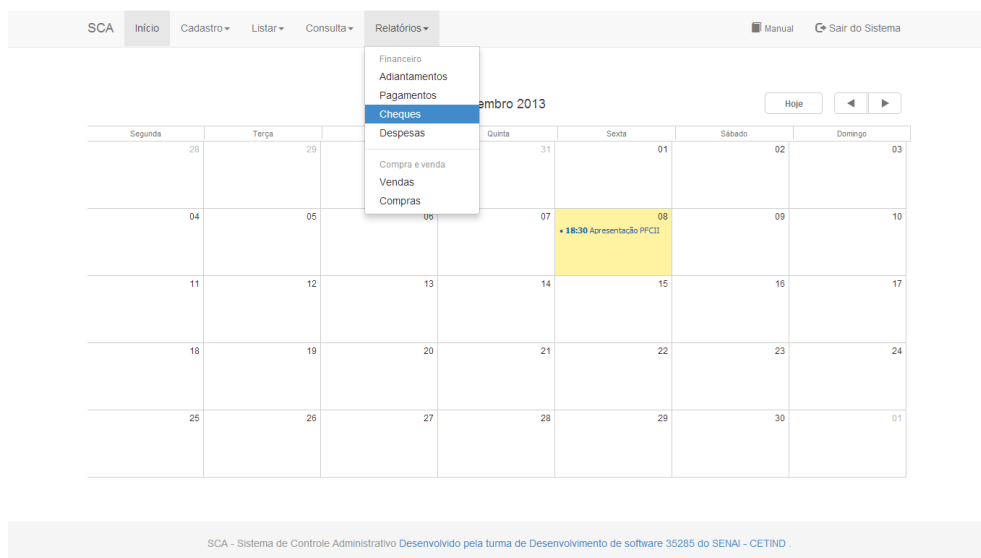 SCA Início Cadastro Listar Consulta Relatórios Manual Sair do Sistema
Financeiro
Adiantamentos
Pagamentos
Cheques
Despesas
Compra e venda
Vendas
Compras
embro 2013 Hoje
Segunda Terça Quinta Sexta Sábado Domingo
28 29 31 01 02 03
04 05 06 07 08 09 10
• 18:30 Apresentação PFCII
11 12 13 14 15 16 17
18 19 20 21 22 23 24
25 26 27 28 29 30 01
SCA - Sistema de Controle Administrativo Desenvolvido pela turma de Desenvolvimento de software 35285 do SENAI - CETIND .